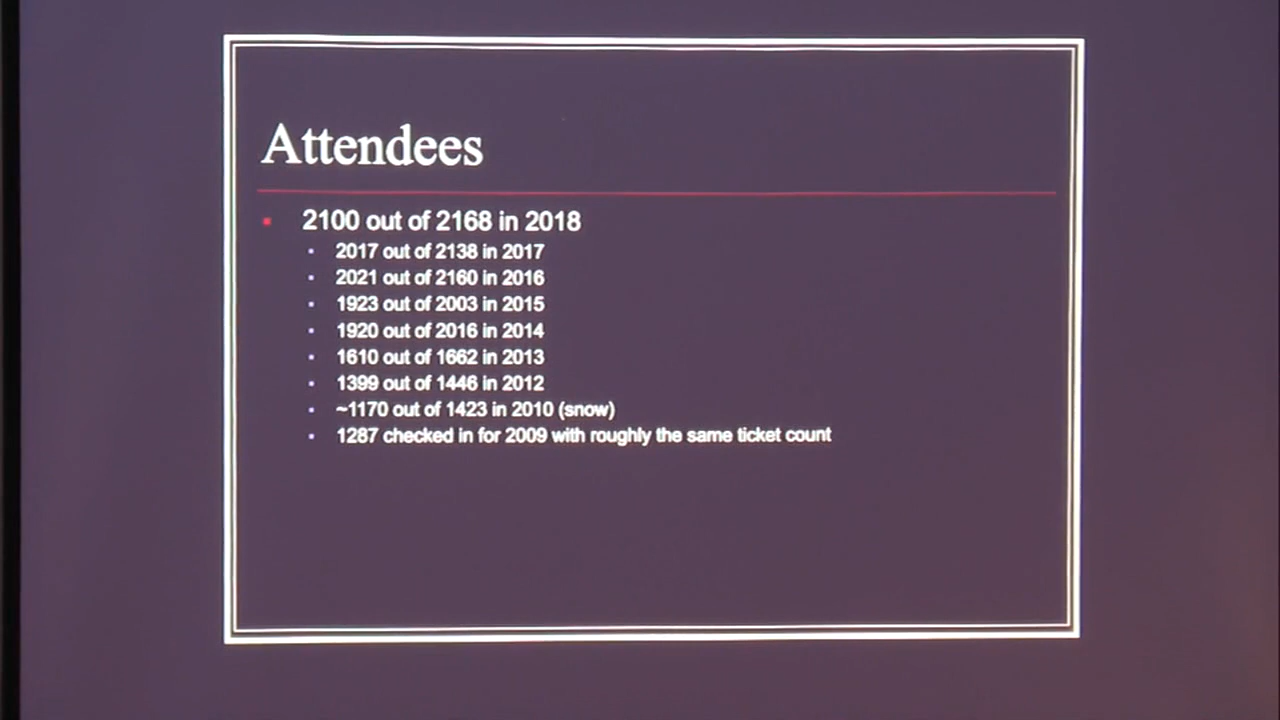 Attendees
2100 out of 2168 in 2018
2017 out of 2138 in 2017
2021 out of 2160 in 2016
1923 out of 2003 in 2015
1920 out of 2016 in 2014
1610 out of 1662 in 2013
1399 out of 1446 in 2012
~1170 out of 1423 in 2010 (snow)
1287 checked in for 2009 with roughly the same ticket count